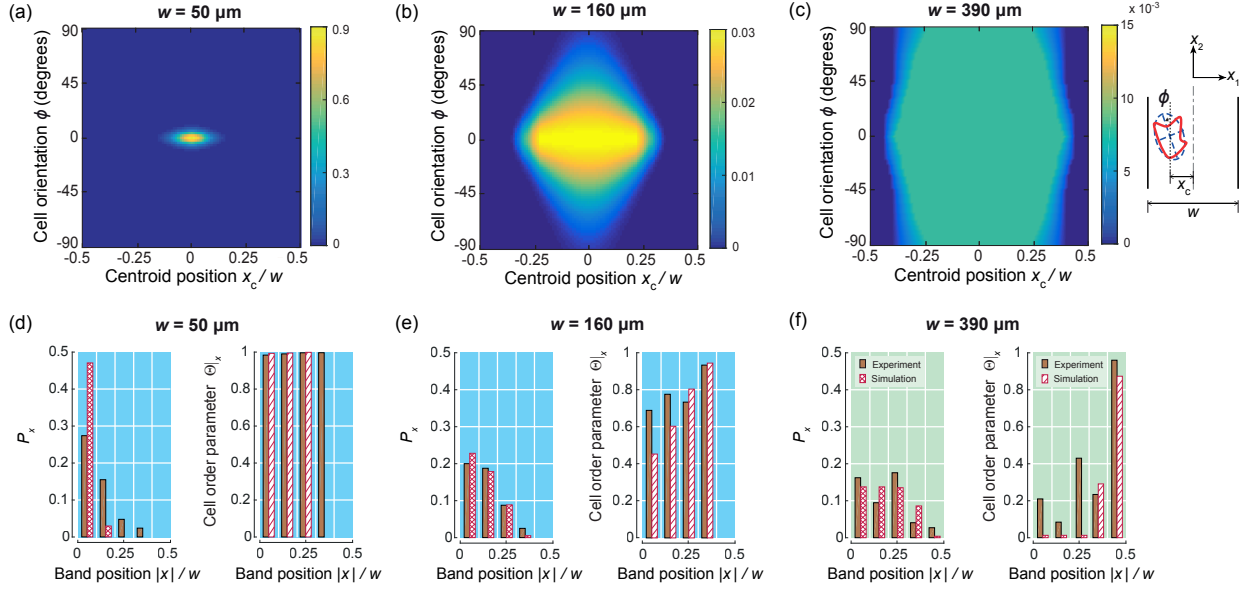 (a)
w = 50 µm
Cell orientation ϕ (degrees)
90
45
0
-45
-90
-0.5
-0.25
0
0.25
0.5
Centroid position x_c / w
0.9
0.6
0.3
0
(b)
w = 160 µm
Cell orientation ϕ (degrees)
90
45
0
-45
-90
-0.5
-0.25
0
0.25
0.5
Centroid position x_c / w
0.03
0.02
0.01
0
(c)
w = 390 µm
Cell orientation ϕ (degrees)
90
45
0
-45
-90
-0.5
-0.25
0
0.25
0.5
Centroid position x_c / w
x 10⁻³
15
10
5
0
x₂
x₁
ϕ
x_c
w
(d)
w = 50 µm
P_x
0.5
0.4
0.3
0.2
0.1
0
0
0.25
0.5
Band position |x| / w
Cell order parameter Θ|_x
1
0.8
0.6
0.4
0.2
0
0
0.25
0.5
Band position |x| / w
(e)
w = 160 µm
P_x
0.5
0.4
0.3
0.2
0.1
0
0
0.25
0.5
Band position |x| / w
Cell order parameter Θ|_x
1
0.8
0.6
0.4
0.2
0
0
0.25
0.5
Band position |x| / w
(f)
w = 390 µm
P_x
0.5
0.4
0.3
0.2
0.1
0
Experiment
Simulation
0
0.25
0.5
Band position |x| / w
Cell order parameter Θ|_x
1
0.8
0.6
0.4
0.2
0
Experiment
Simulation
0
0.25
0.5
Band position |x| / w